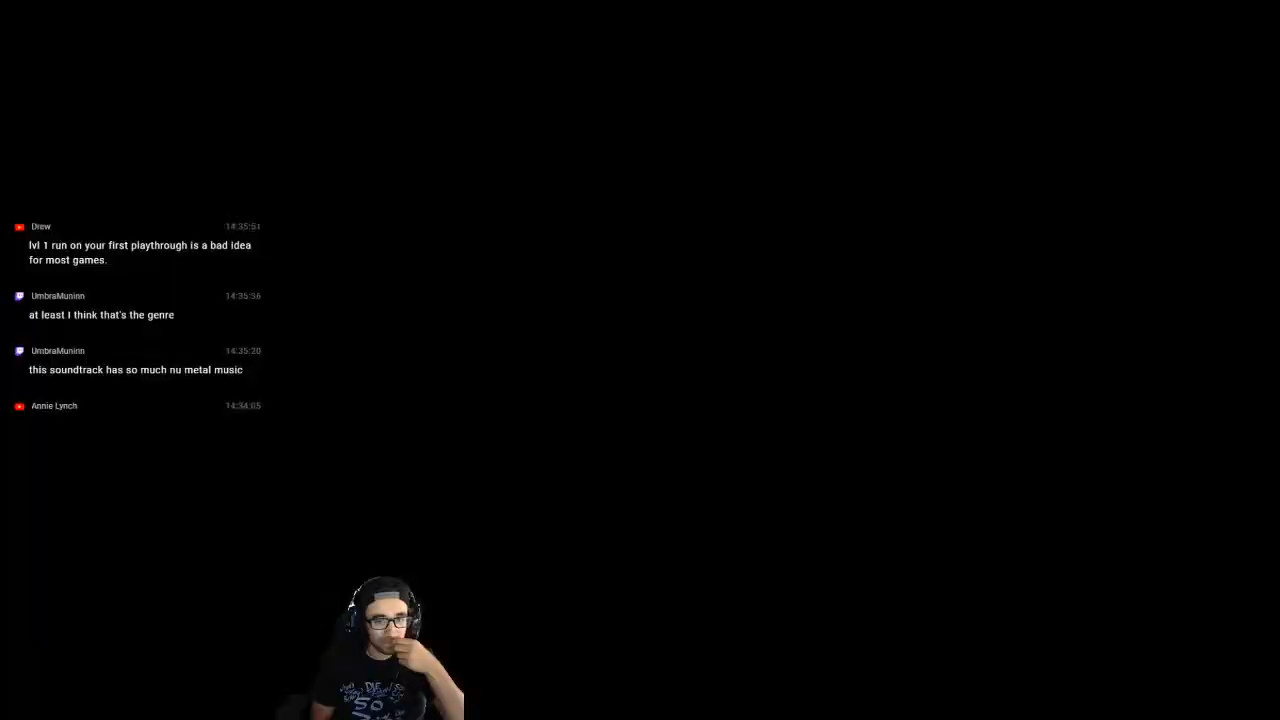 Drew 14:35:51
lvl 1 run on your first playthrough is a bad idea
for most games.
UmbraMuninn 14:35:36
at least I think that's the genre
UmbraMuninn 14:35:20
this soundtrack has so much nu metal music
Annie Lynch 14:34:05
DIE
SO